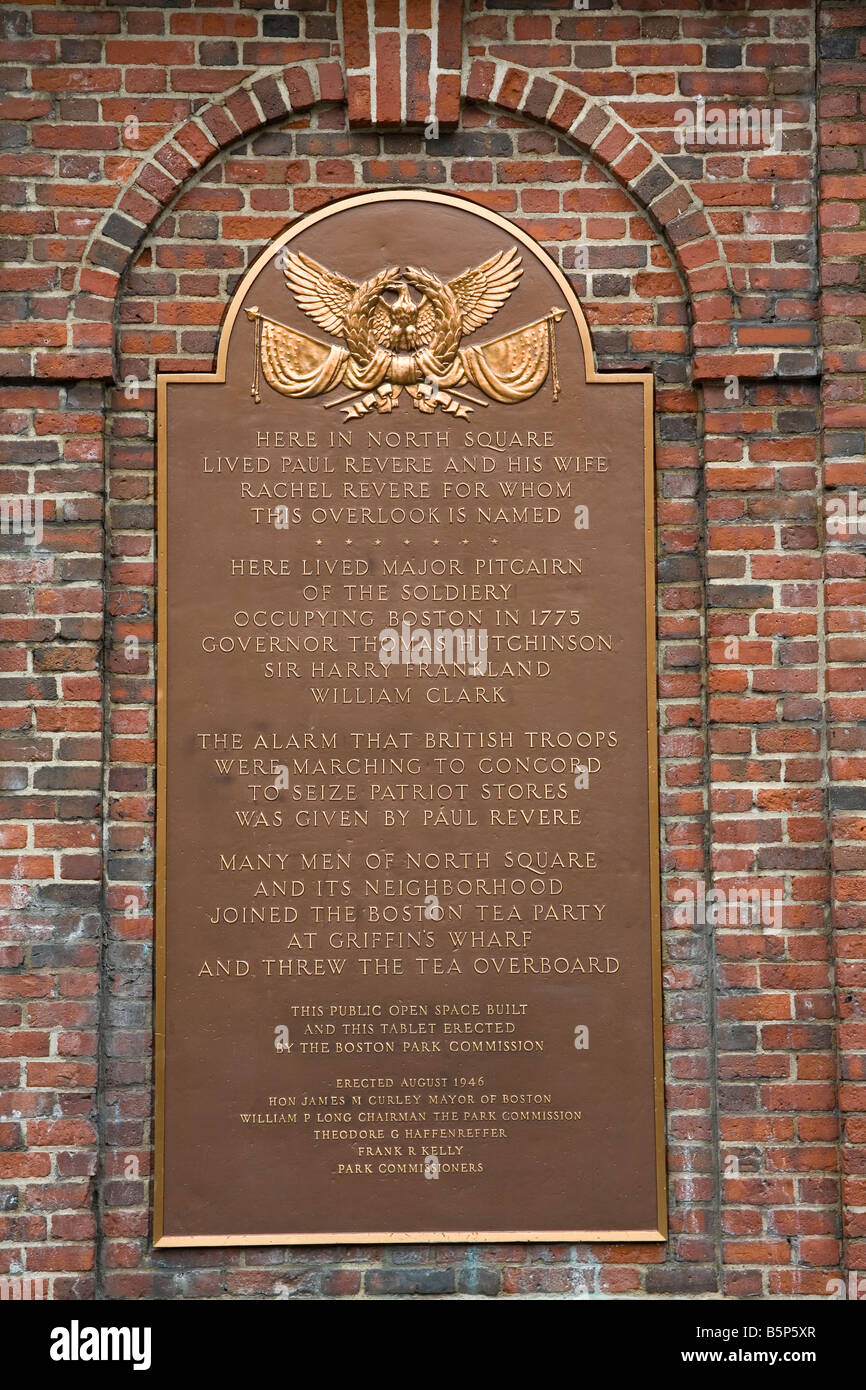 HERE IN NORTH SQUARE
LIVED PAUL REVERE AND HIS WIFE
RACHEL REVERE FOR WHOM
THIS OVERLOOK IS NAMED
HERE LIVED MAJOR PITCAIRN
OF THE SOLDIERY
OCCUPYING BOSTON IN 1775
GOVERNOR THOMAS HUTCHINSON
SIR HARRY FRANKLAND
WILLIAM CLARK
THE ALARM THAT BRITISH TROOPS
WERE MARCHING TO CONCORD
TO SEIZE PATRIOT STORES
WAS GIVEN BY PAUL REVERE
MANY MEN OF NORTH SQUARE
AND ITS NEIGHBORHOOD
JOINED THE BOSTON TEA PARTY
AT GRIFFIN'S WHARF
AND THREW THE TEA OVERBOARD
THIS PUBLIC OPEN SPACE BUILT
AND THIS TABLET ERECTED
BY THE BOSTON PARK COMMISSION
ERECTED AUGUST 1946
HON JAMES M CURLEY MAYOR OF BOSTON
WILLIAM P LONG CHAIRMAN THE PARK COMMISSION
THEODORE G HAFFENREFFER
FRANK R KELLY
PARK COMMISSIONERS
alamy
Image ID: B5P5XR
www.alamy.com